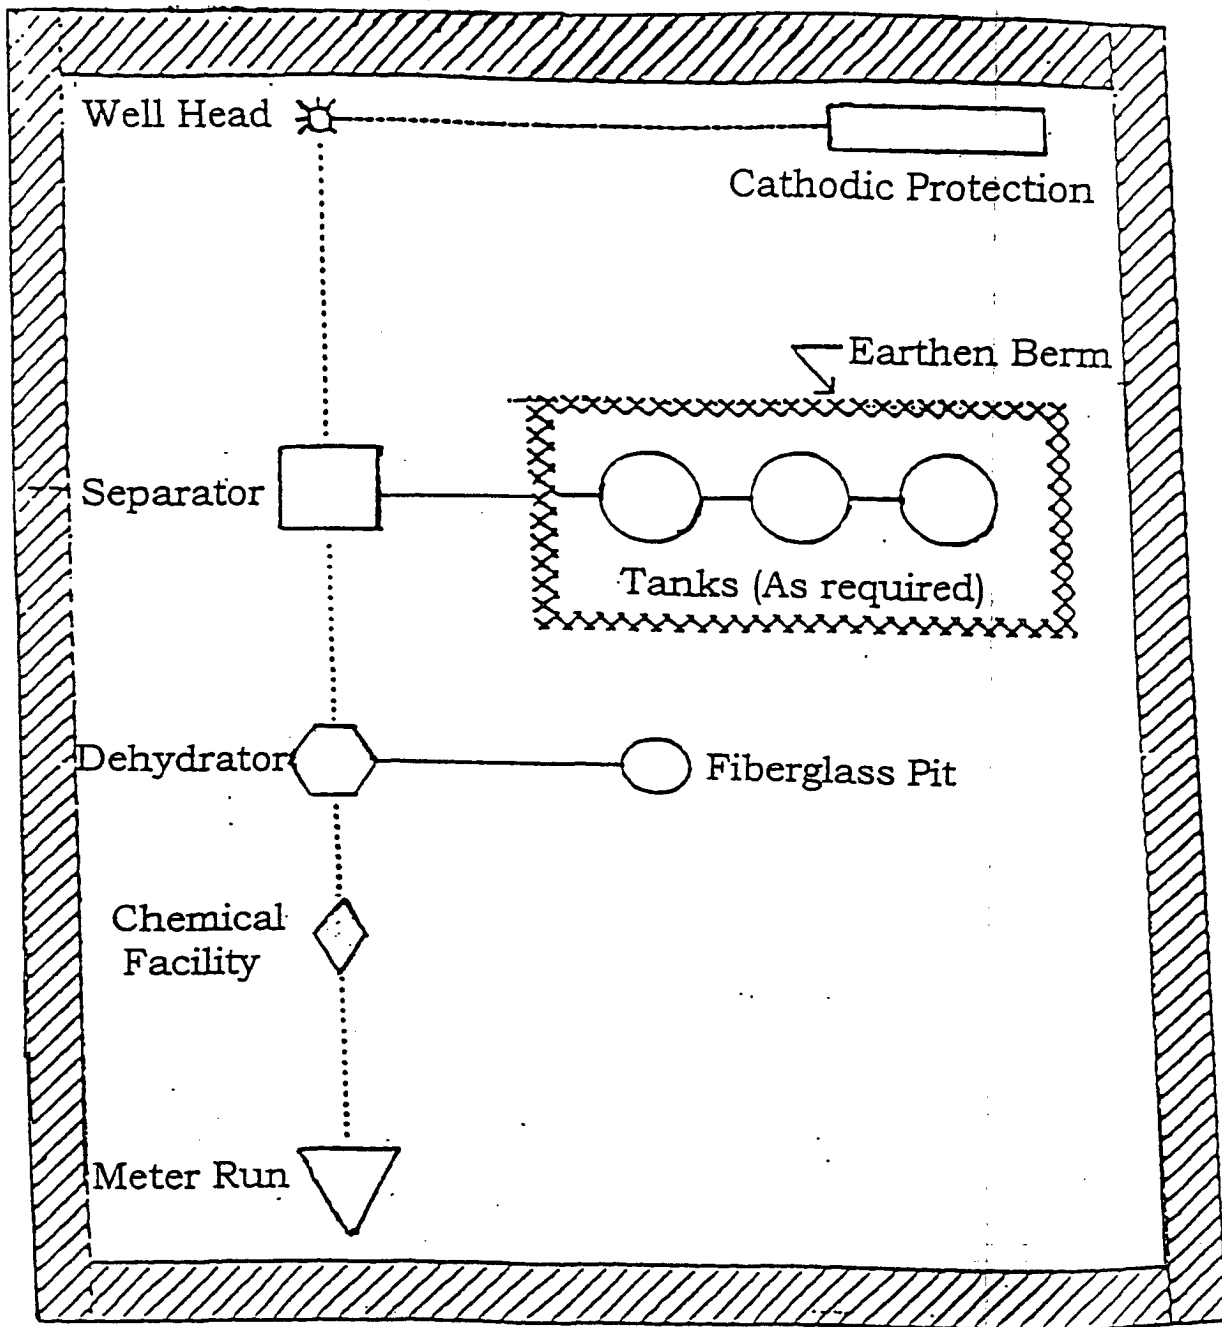 Well Head
Cathodic Protection
Earthen Berm
Separator
Tanks (As required)
Dehydrator
Fiberglass Pit
Chemical
Facility
Meter Run